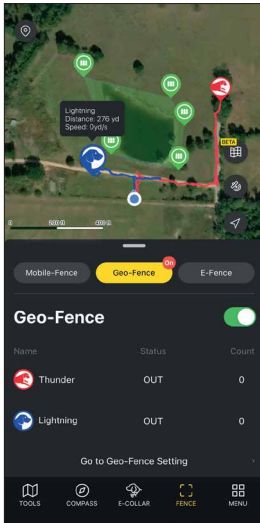 Lightning
Distance: 276 yd
Speed: 0yd/s
BETA
0 200 ft 400 ft
Mobile-Fence Geo-Fence On E-Fence
Geo-Fence
Name Status Count
Thunder OUT 0
Lightning OUT 0
Go to Geo-Fence Setting
TOOLS COMPASS E-COLLAR FENCE MENU